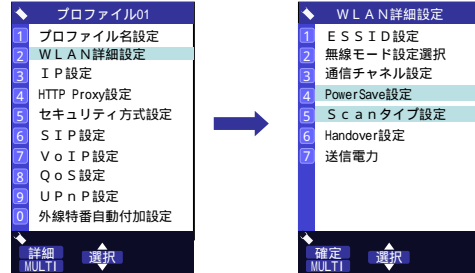 プロファイル01
1 プロファイル名設定
2 ＷＬＡＮ詳細設定
3 ＩＰ設定
4 HTTP Proxy設定
5 セキュリティ方式設定
6 ＳＩＰ設定
7 ＶｏＩＰ設定
8 ＱｏＳ設定
9 ＵＰｎＰ設定
0 外線特番自動付加設定
詳細 選択
MULTI
ＷＬＡＮ詳細設定
1 ＥＳＳＩＤ設定
2 無線モード設定選択
3 通信チャネル設定
4 PowerSave設定
5 Ｓｃａｎタイプ設定
6 Handover設定
7 送信電力
確定 選択
MULTI